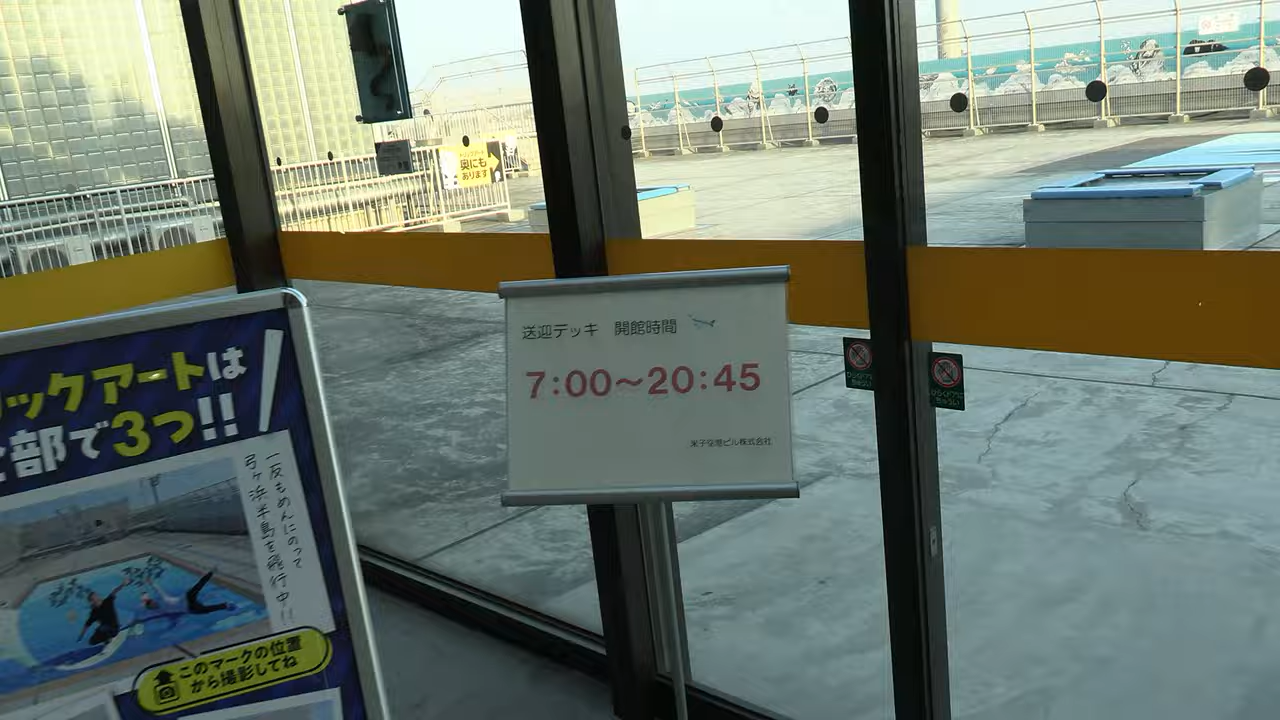 奥にも
あります
送迎デッキ 開館時間
7:00～20:45
米子空港ビル株式会社
ックアートは
部で3つ!!
一反もめんにのって
弓ヶ浜半島を飛行中!!
このマークの位置
から撮影してね